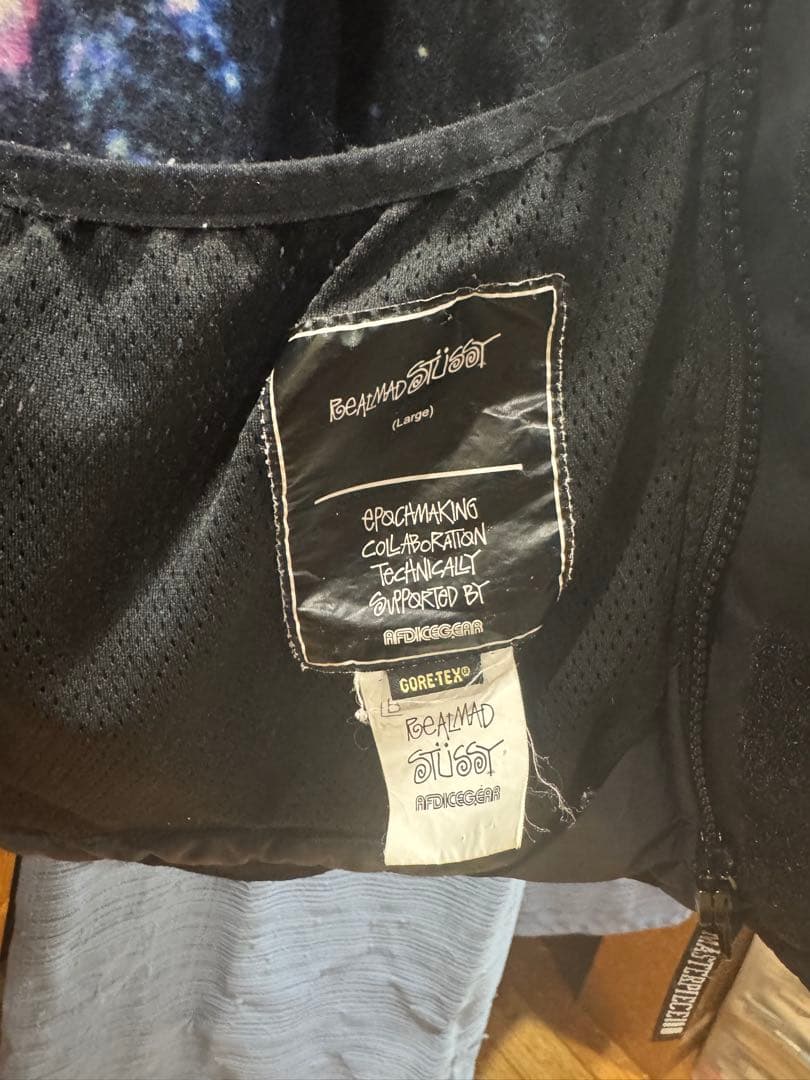 REALMAD STÜSSY
(Large)
EPOCHMAKING
COLLABORATION
TECHNICALLY
SUPPORTED BY
AFDICEGEAR
GORE-TEX®
REALMAD
STÜSSY
AFDICEGEAR
MASTERPIECE